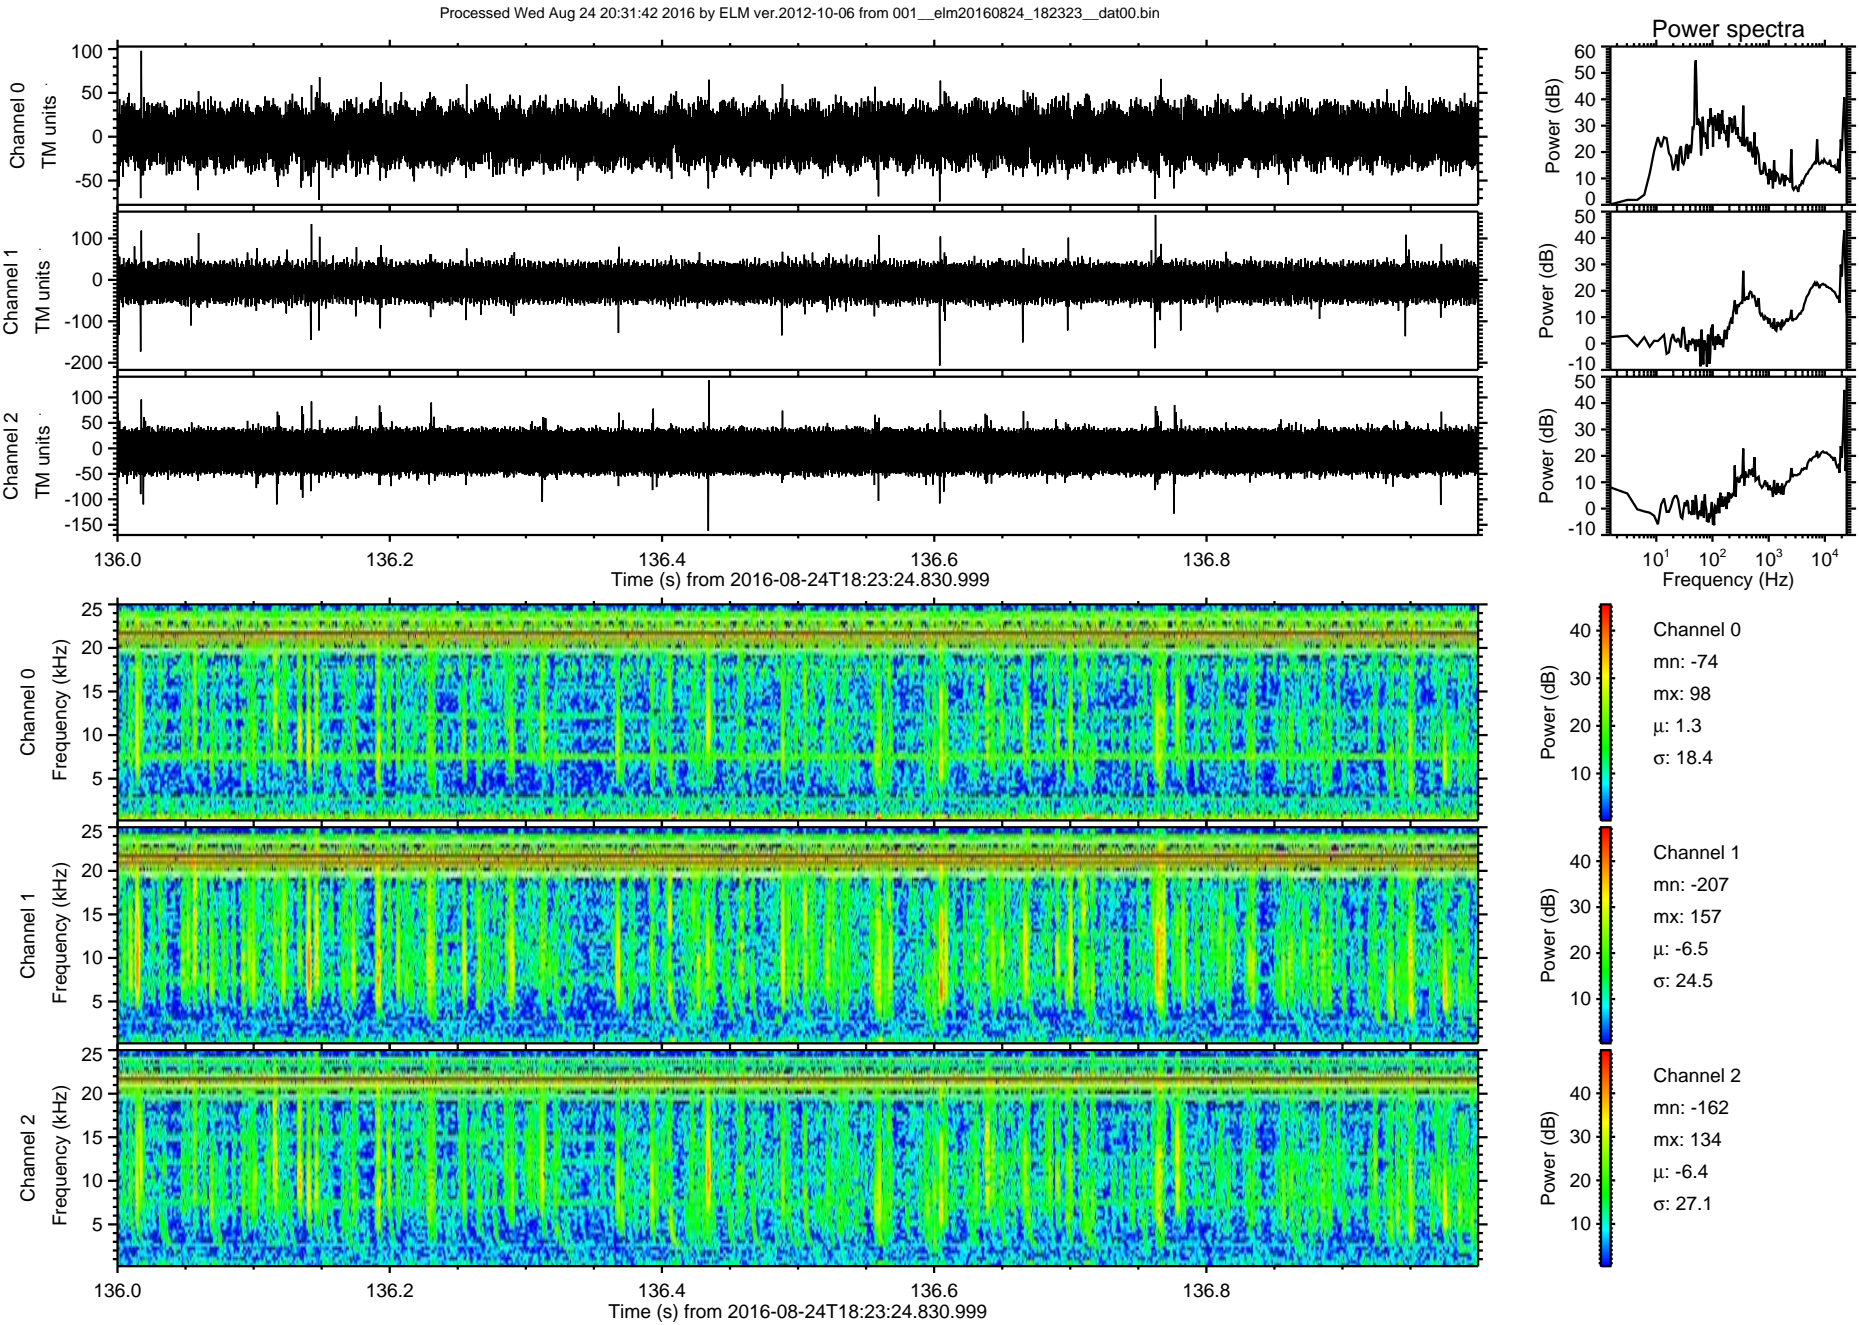 Processed Wed Aug 24 20:31:42 2016 by ELM ver.2012-10-06 from 001__elm20160824_182323__dat00.bin
Power spectra
Channel 0
TM units
100
50
0
-50
Power (dB)
60
50
40
30
20
10
0
Channel 1
TM units
100
0
-100
-200
Power (dB)
50
40
30
20
10
0
-10
Channel 2
TM units
100
50
0
-50
-100
-150
Power (dB)
50
40
30
20
10
0
-10
136.0 136.2 136.4 136.6 136.8
Time (s) from 2016-08-24T18:23:24.830.999
10^1 10^2 10^3 10^4
Frequency (Hz)
Channel 0
Frequency (kHz)
25
20
15
10
5
Power (dB)
40
30
20
10
Channel 0
mn: -74
mx: 98
μ: 1.3
σ: 18.4
Channel 1
Frequency (kHz)
25
20
15
10
5
Power (dB)
40
30
20
10
Channel 1
mn: -207
mx: 157
μ: -6.5
σ: 24.5
Channel 2
Frequency (kHz)
25
20
15
10
5
Power (dB)
40
30
20
10
Channel 2
mn: -162
mx: 134
μ: -6.4
σ: 27.1
136.0 136.2 136.4 136.6 136.8
Time (s) from 2016-08-24T18:23:24.830.999